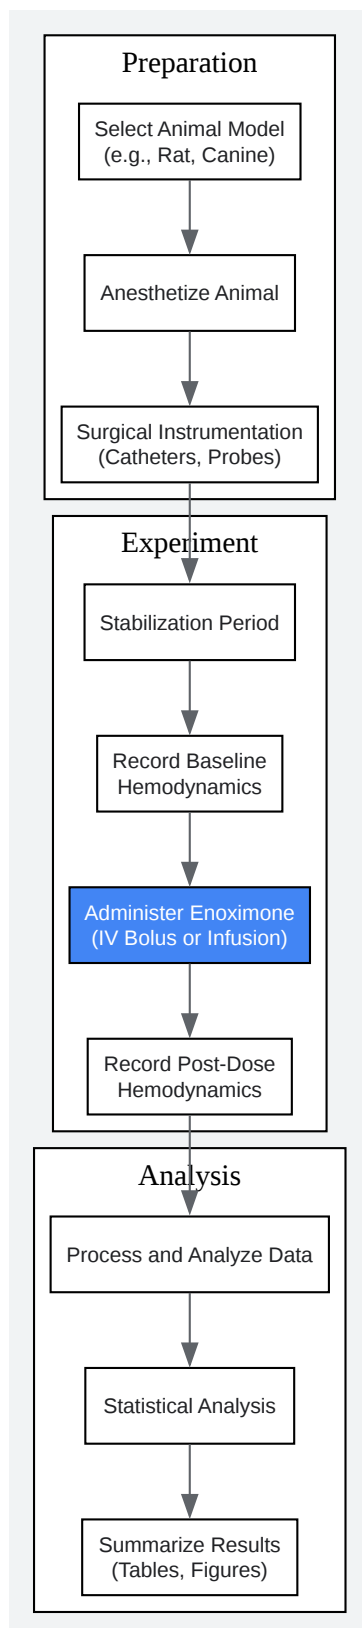 Preparation
Select Animal Model
(e.g., Rat, Canine)
Anesthetize Animal
Surgical Instrumentation
(Catheters, Probes)
Experiment
Stabilization Period
Record Baseline
Hemodynamics
Administer Enoximone
(IV Bolus or Infusion)
Record Post-Dose
Hemodynamics
Analysis
Process and Analyze Data
Statistical Analysis
Summarize Results
(Tables, Figures)